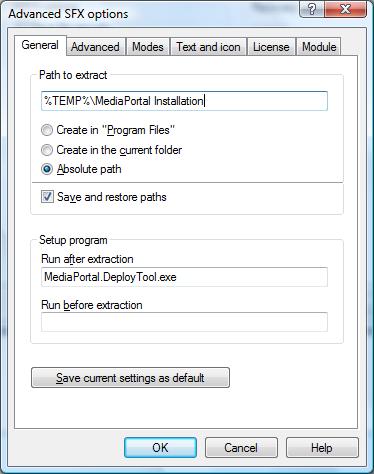 Advanced SFX options
General Advanced Modes Text and icon License Module
Path to extract
%TEMP%\MediaPortal Installation
Create in "Program Files"
Create in the current folder
Absolute path
Save and restore paths
Setup program
Run after extraction
MediaPortal.DeployTool.exe
Run before extraction
Save current settings as default
OK Cancel Help